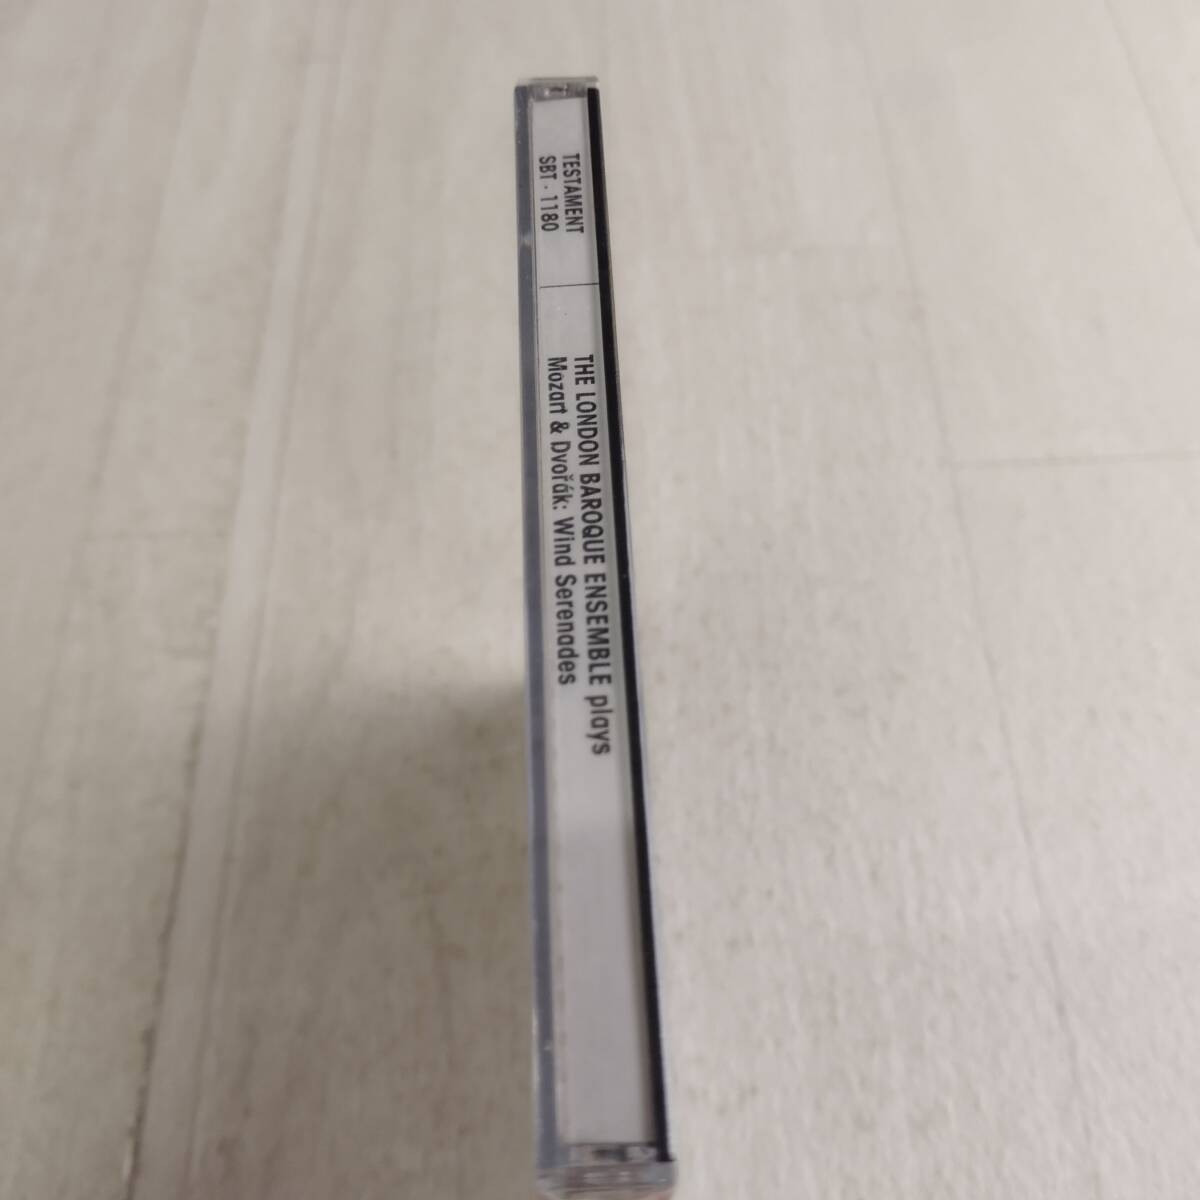 TESTAMENT
SBT · 1180
THE LONDON BAROQUE ENSEMBLE plays
Mozart & Dvořák: Wind Serenades